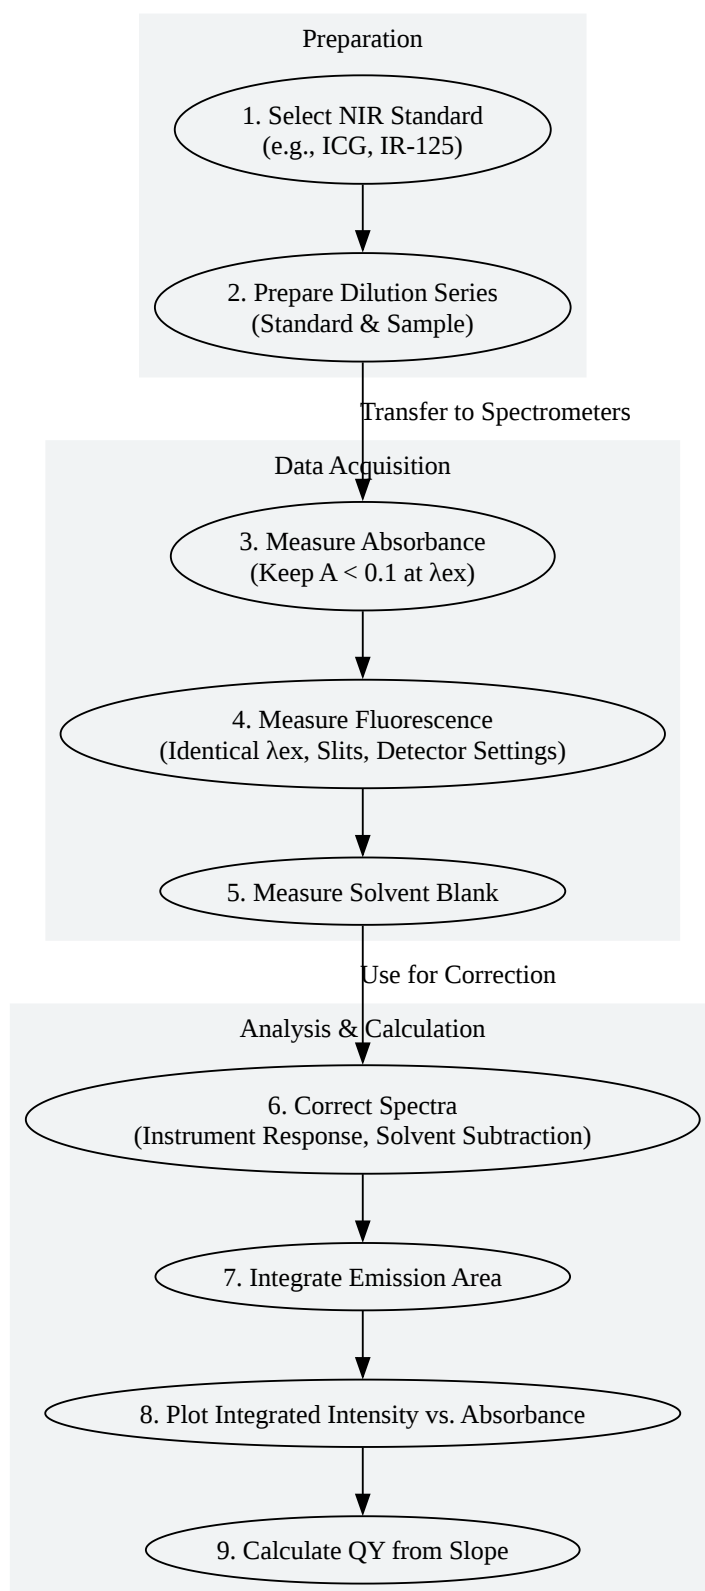 Preparation
1. Select NIR Standard
(e.g., ICG, IR-125)
2. Prepare Dilution Series
(Standard & Sample)
Transfer to Spectrometers
Data Acquisition
3. Measure Absorbance
(Keep A < 0.1 at λex)
4. Measure Fluorescence
(Identical λex, Slits, Detector Settings)
5. Measure Solvent Blank
Use for Correction
Analysis & Calculation
6. Correct Spectra
(Instrument Response, Solvent Subtraction)
7. Integrate Emission Area
8. Plot Integrated Intensity vs. Absorbance
9. Calculate QY from Slope